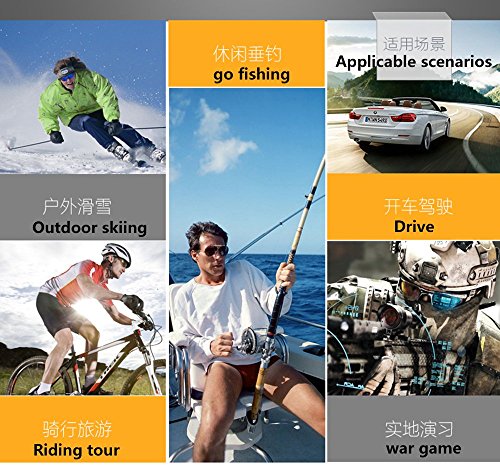 适用场景
Applicable scenarios
休闲垂钓
go fishing
户外滑雪
Outdoor skiing
开车驾驶
Drive
骑行旅游
Riding tour
实地演习
war game